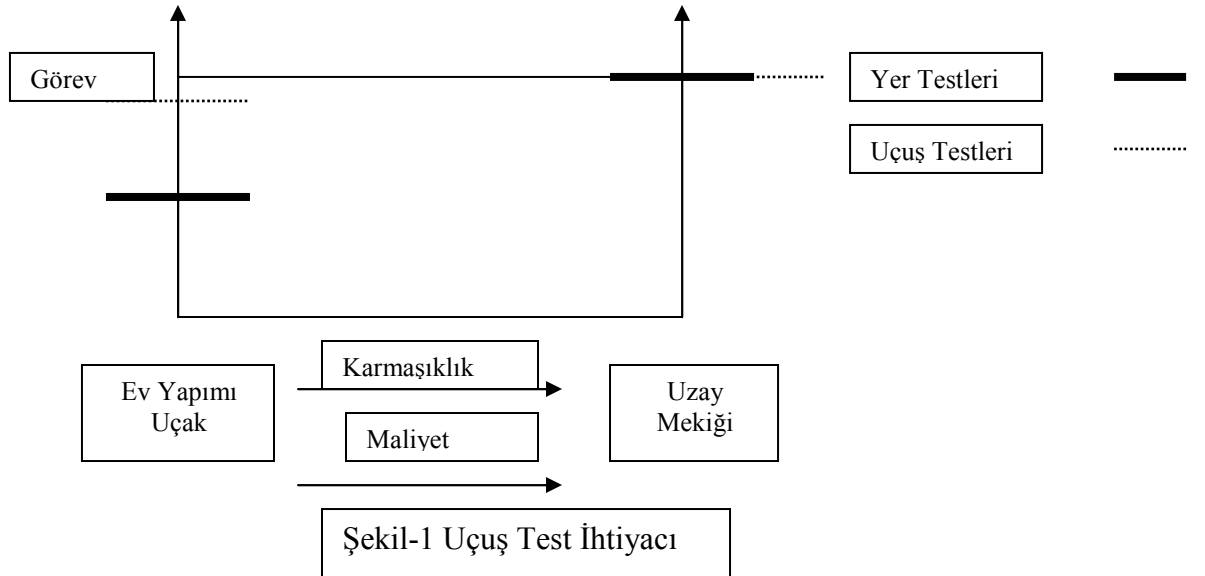 Görev
Yer Testleri
Uçuş Testleri
Karmaşıklık
Ev Yapımı
Uçak
Uzay
Mekiği
Maliyet
Şekil-1 Uçuş Test İhtiyacı